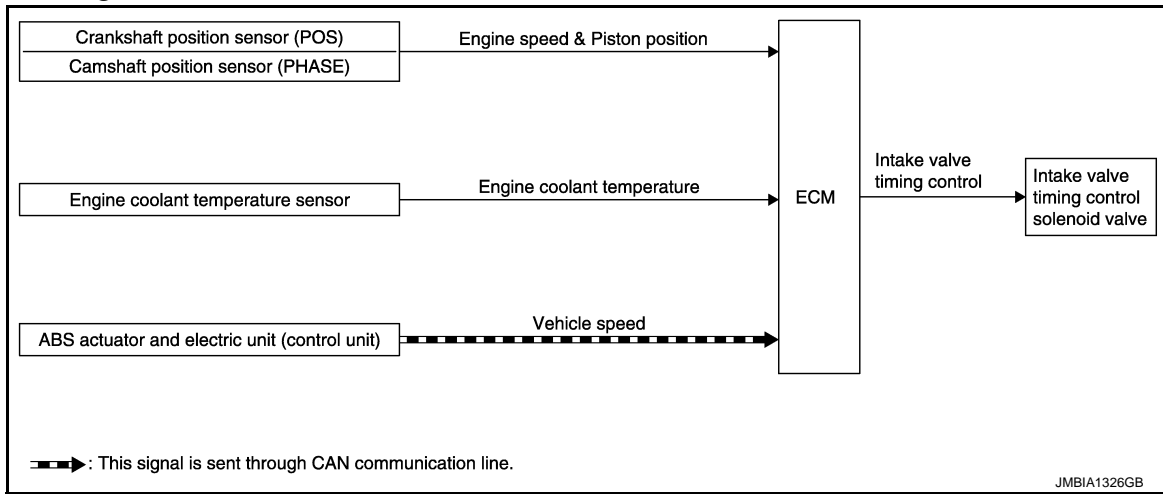 Crankshaft position sensor (POS)
Camshaft position sensor (PHASE)
Engine speed & Piston position
Engine coolant temperature sensor
Engine coolant temperature
ABS actuator and electric unit (control unit)
Vehicle speed
ECM
Intake valve
timing control
Intake valve
timing control
solenoid valve
: This signal is sent through CAN communication line.
JMBIA1326GB